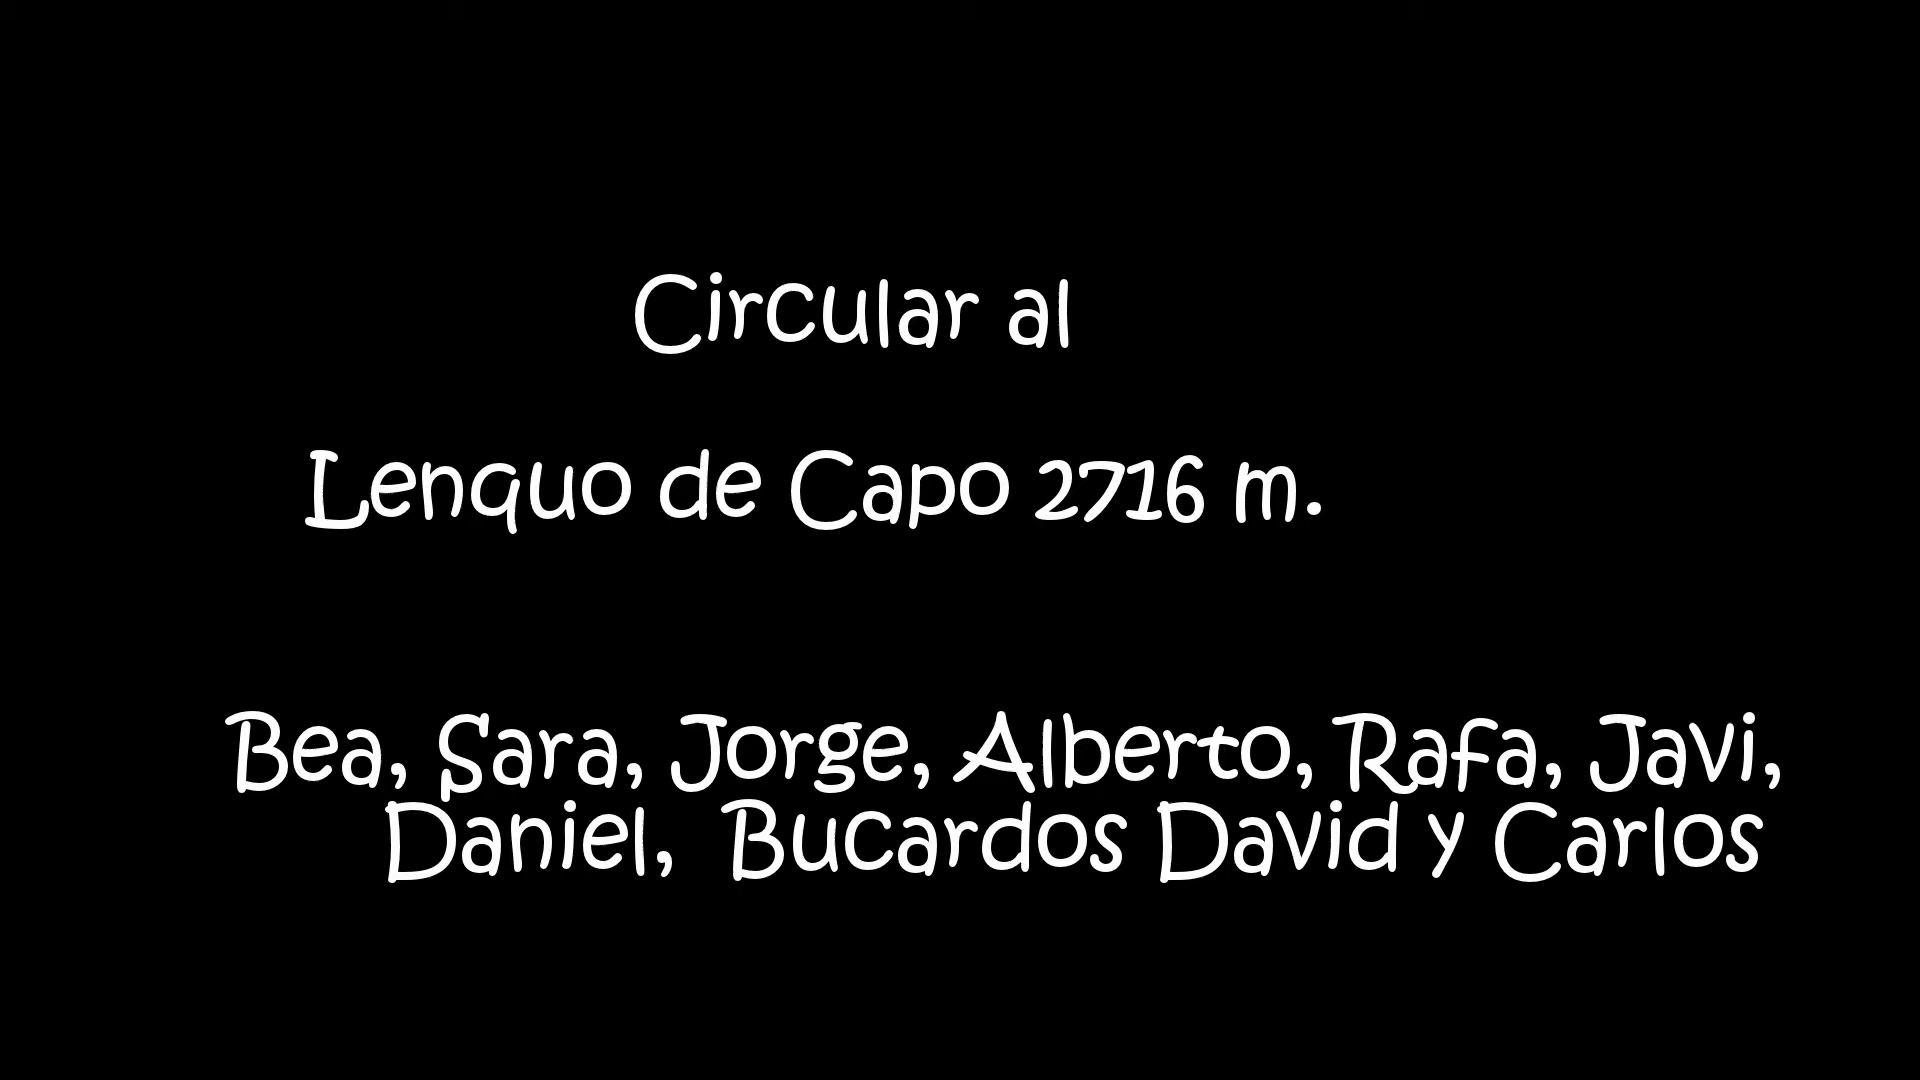 Circular al
Lenquo de Capo 2716 m.
Bea, Sara, Jorge, Alberto, Rafa, Javi,
Daniel, Bucardos David y Carlos